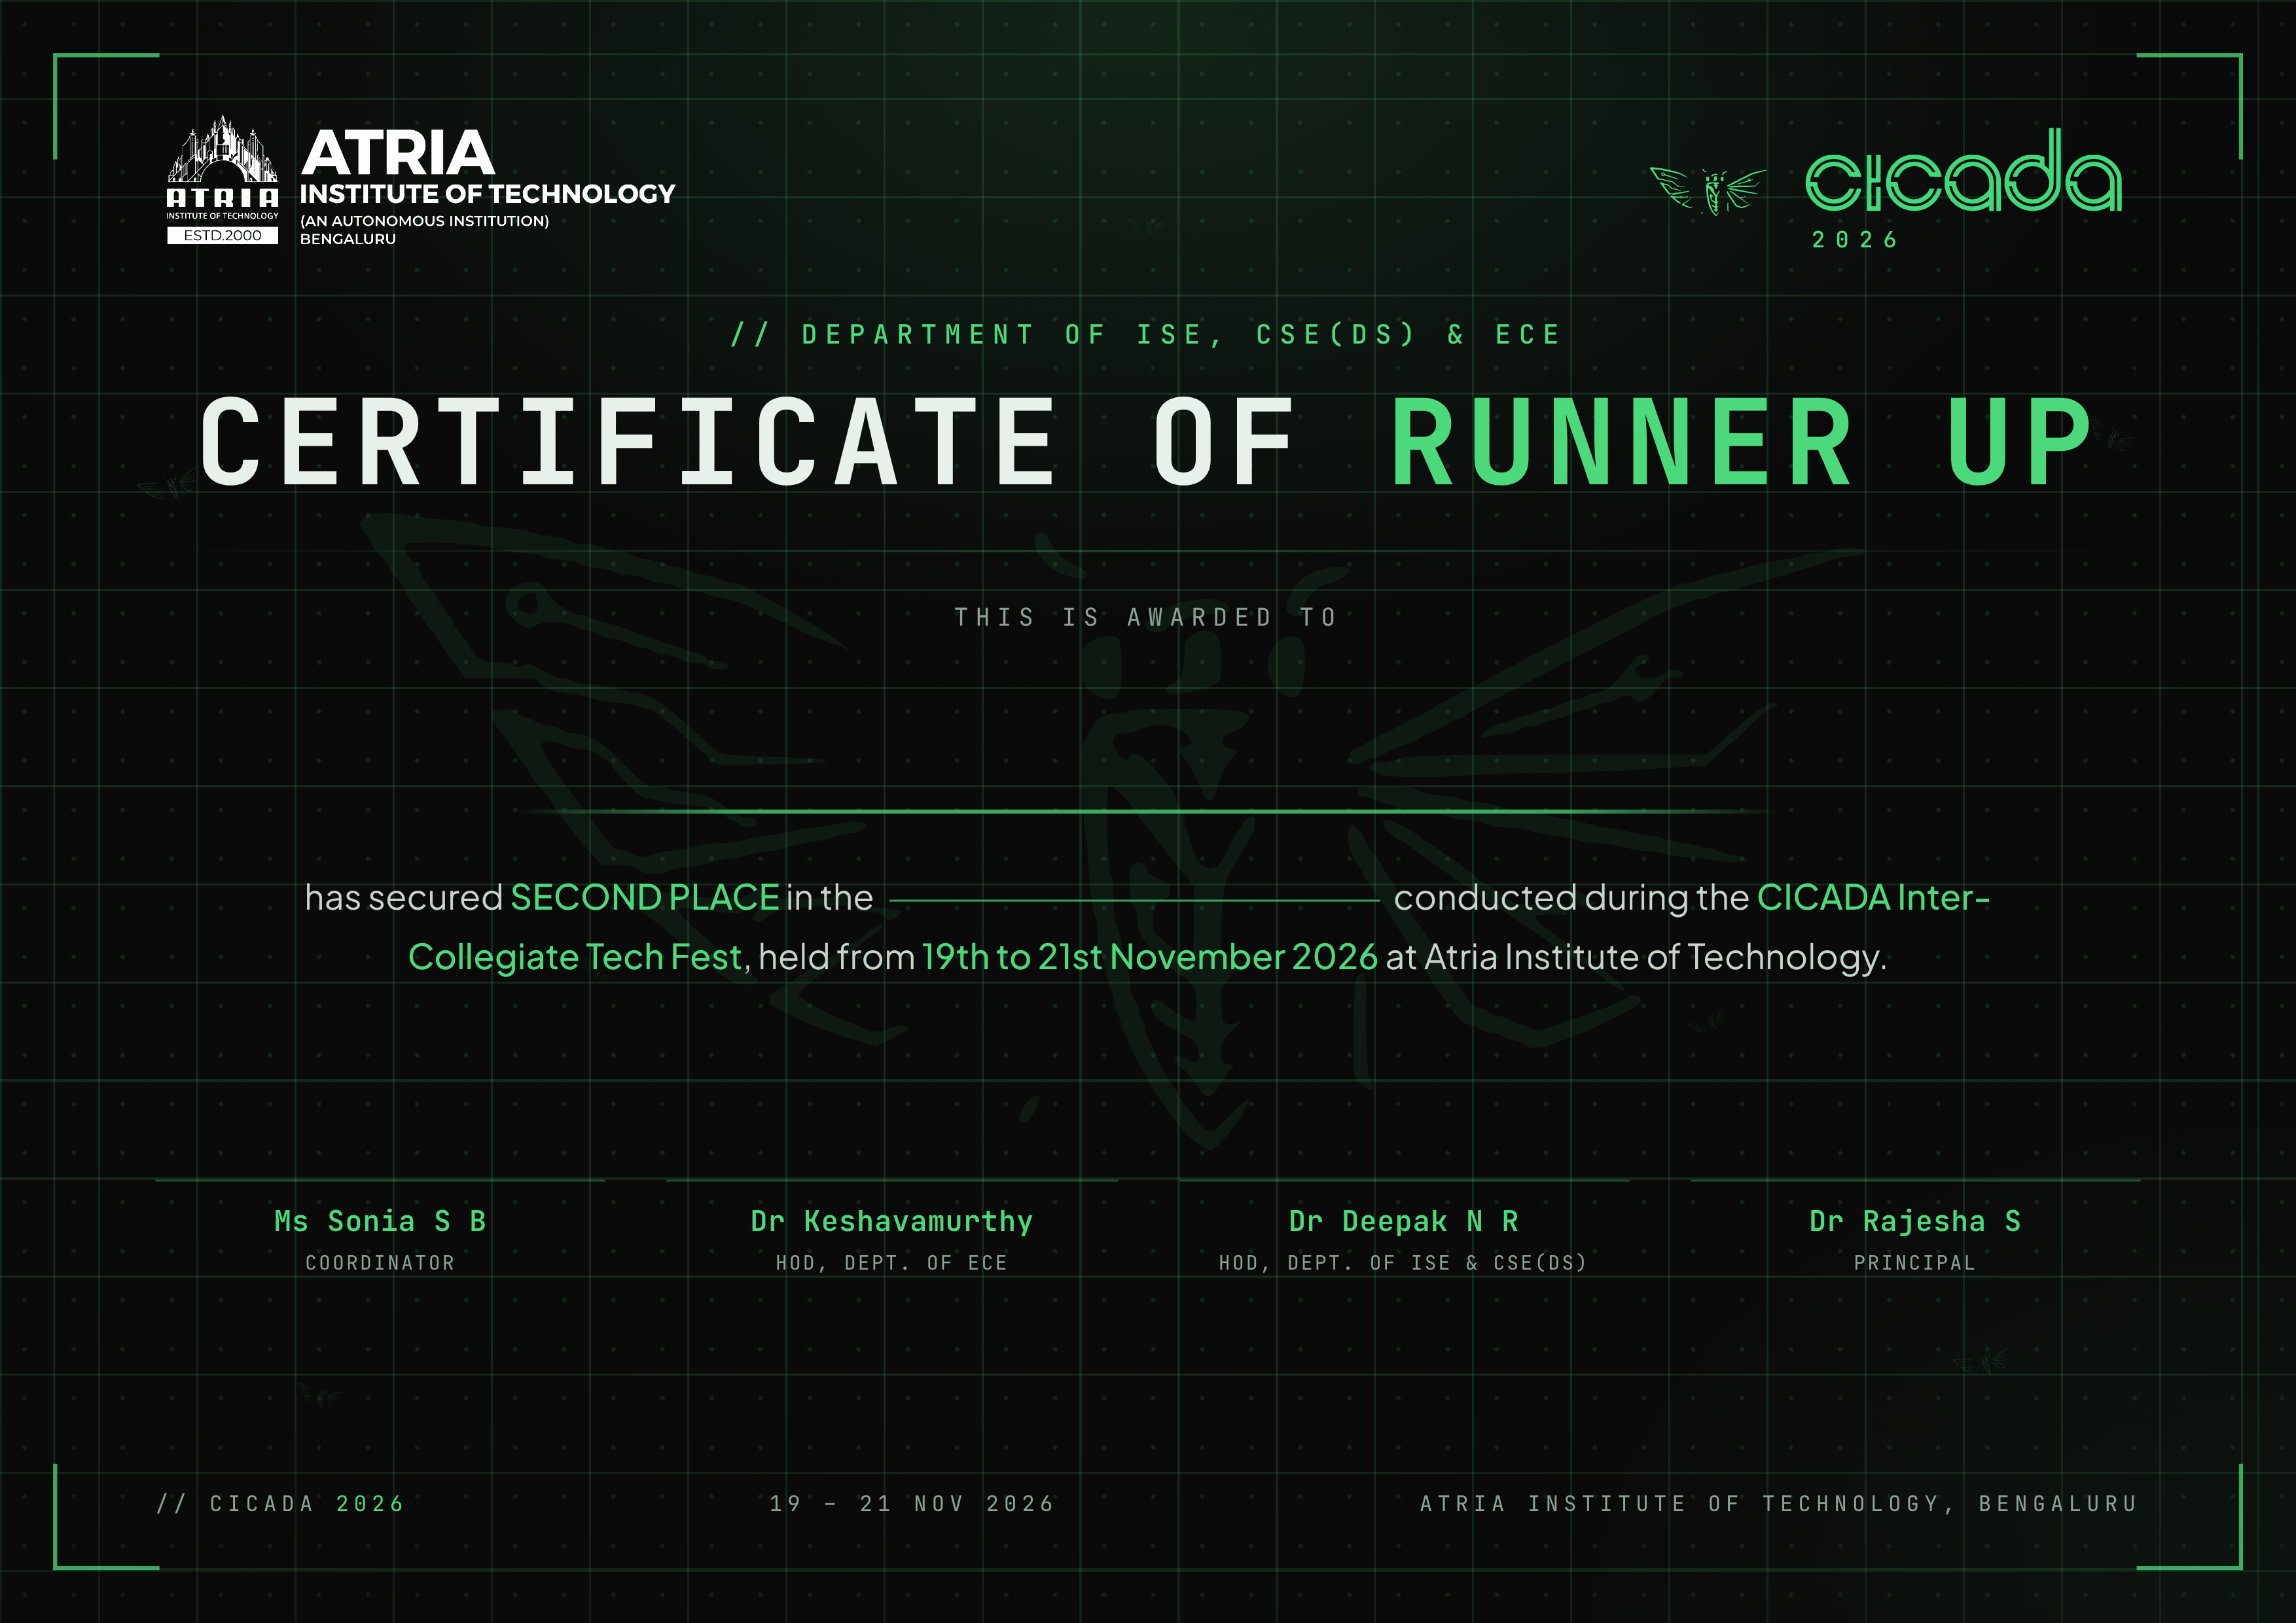 ATRIA
INSTITUTE OF TECHNOLOGY
ESTD.2000
ATRIA
INSTITUTE OF TECHNOLOGY
(AN AUTONOMOUS INSTITUTION)
BENGALURU
cicada
2026
// DEPARTMENT OF ISE, CSE(DS) & ECE
CERTIFICATE OF RUNNER UP
THIS IS AWARDED TO
has secured SECOND PLACE in the conducted during the CICADA Inter-
Collegiate Tech Fest, held from 19th to 21st November 2026 at Atria Institute of Technology.
Ms Sonia S B
COORDINATOR
Dr Keshavamurthy
HOD, DEPT. OF ECE
Dr Deepak N R
HOD, DEPT. OF ISE & CSE(DS)
Dr Rajesha S
PRINCIPAL
// CICADA 2026
19 - 21 NOV 2026
ATRIA INSTITUTE OF TECHNOLOGY, BENGALURU